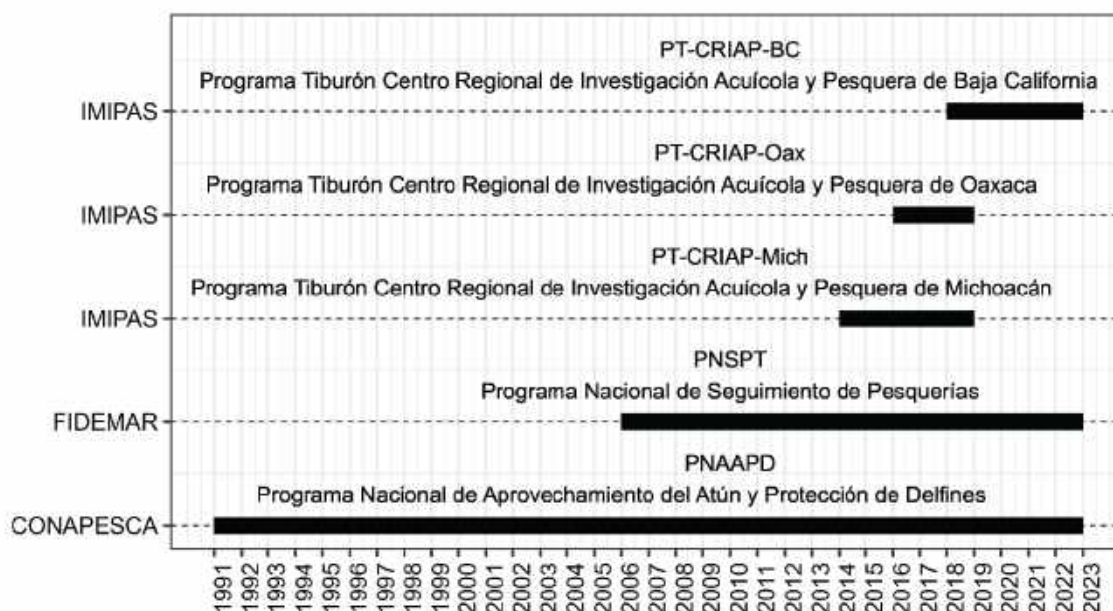 PT-CRIAP-BC
Programa Tiburón Centro Regional de Investigación Acuícola y Pesquera de Baja California
IMIPAS
PT-CRIAP-Oax
Programa Tiburón Centro Regional de Investigación Acuícola y Pesquera de Oaxaca
IMIPAS
PT-CRIAP-Mich
Programa Tiburón Centro Regional de Investigación Acuícola y Pesquera de Michoacán
IMIPAS
PNSPT
Programa Nacional de Seguimiento de Pesquerías
FIDEMAR
PNAAPD
Programa Nacional de Aprovechamiento del Atún y Protección de Delfines
CONAPESCA
1991
1992
1993
1994
1995
1996
1997
1998
1999
2000
2001
2002
2003
2004
2005
2006
2007
2008
2009
2010
2011
2012
2013
2014
2015
2016
2017
2018
2019
2020
2021
2022
2023